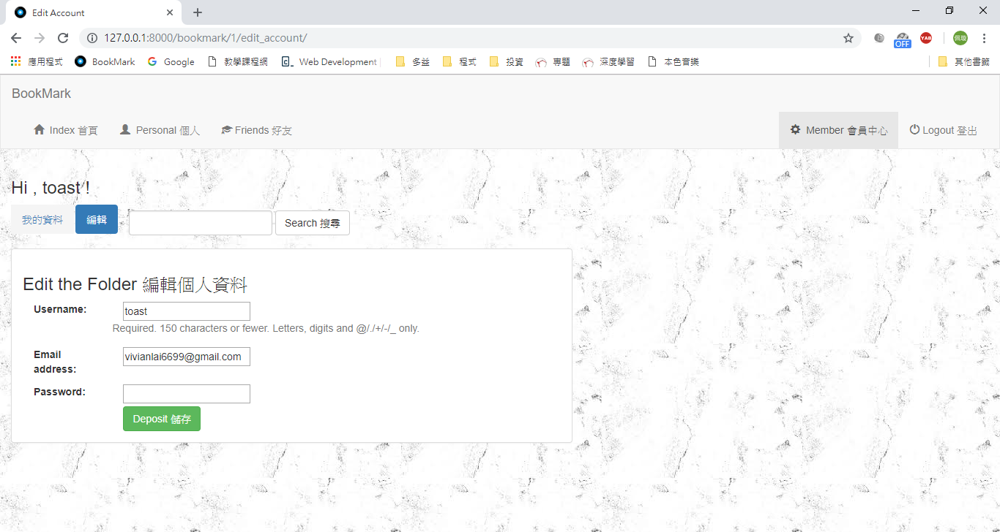 Edit Account
127.0.0.1:8000/bookmark/1/edit_account/
OFF YAB 佩璇
應用程式 BookMark Google 教學課程網 Web Development 多益 程式 投資 專題 深度學習 本色音樂 其他書籤
BookMark
Index 首頁 Personal 個人 Friends 好友 Member 會員中心 Logout 登出
Hi , toast !
我的資料 編輯 Search 搜尋
Edit the Folder 編輯個人資料
Username: toast
Required. 150 characters or fewer. Letters, digits and @/./+/-/_ only.
Email address: vivianlai6699@gmail.com
Password:
Deposit 儲存